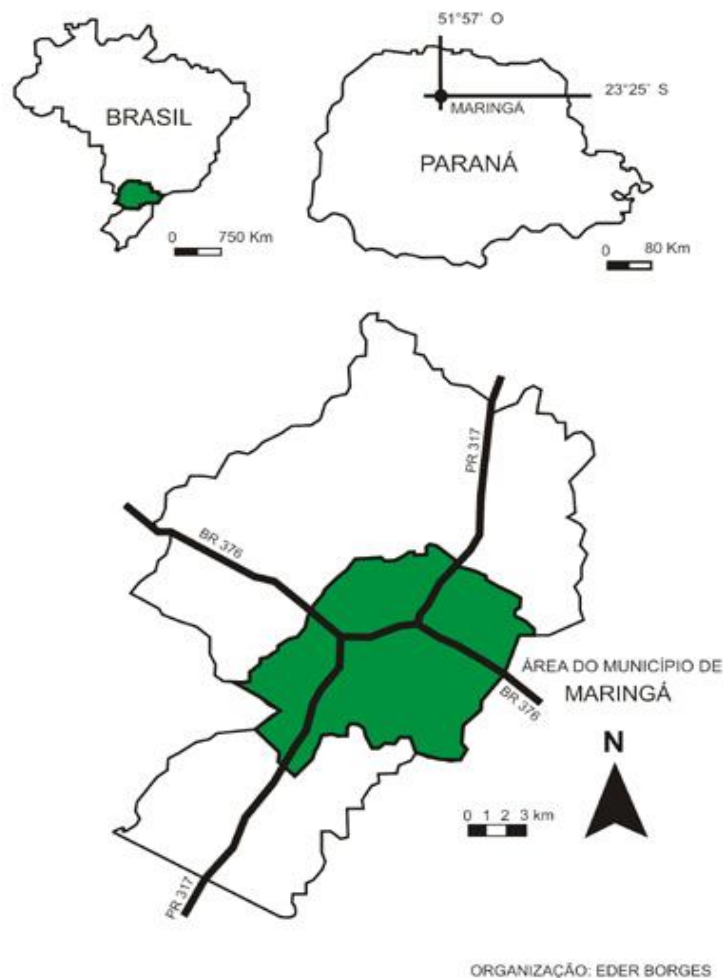 51°57' O
23°25' S
MARINGÁ
BRASIL
PARANÁ
0 750 Km
0 80 Km
PR 317
BR 376
ÁREA DO MUNICÍPIO DE
MARINGÁ
BR 376
N
0 1 2 3 km
PR 317
ORGANIZAÇÃO: EDER BORGES